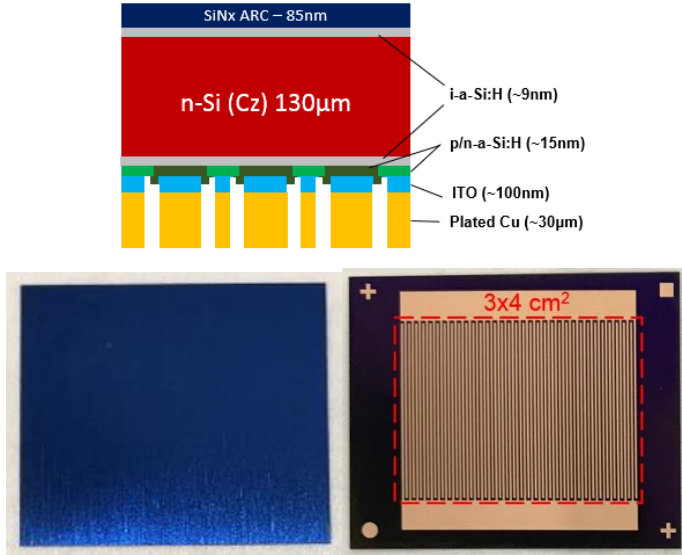 SiNx ARC – 85nm
n-Si (Cz) 130µm
i-a-Si:H (~9nm)
p/n-a-Si:H (~15nm)
ITO (~100nm)
Plated Cu (~30µm)
3x4 cm²